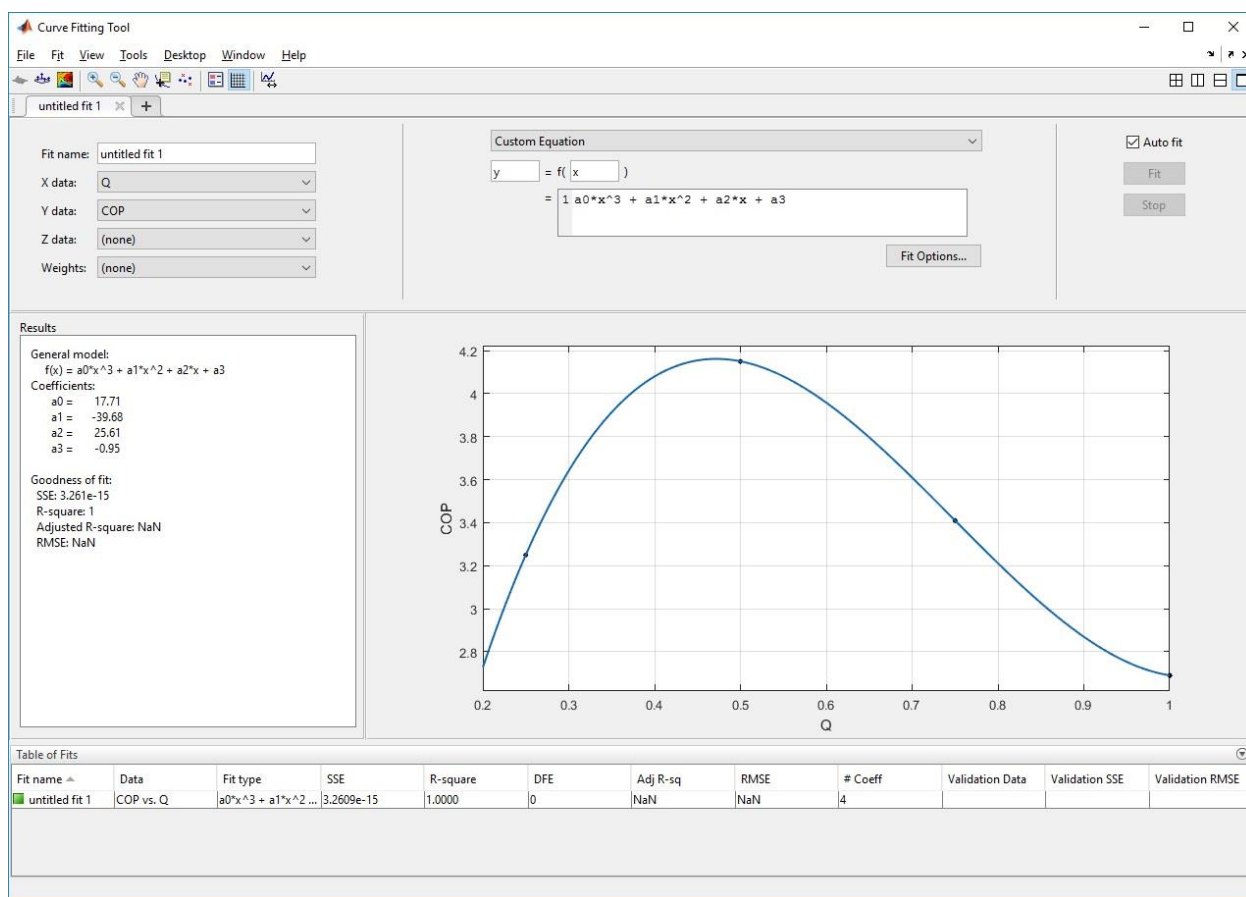 Curve Fitting Tool
File Fit View Tools Desktop Window Help
untitled fit 1
Fit name: untitled fit 1
X data: Q
Y data: COP
Z data: (none)
Weights: (none)
Custom Equation
y = f( x )
= 1 a0*x^3 + a1*x^2 + a2*x + a3
Fit Options...
Auto fit
Fit
Stop
Results
General model:
f(x) = a0*x^3 + a1*x^2 + a2*x + a3
Coefficients:
a0 = 17.71
a1 = -39.68
a2 = 25.61
a3 = -0.95
Goodness of fit:
SSE: 3.261e-15
R-square: 1
Adjusted R-square: NaN
RMSE: NaN
4.2
4
3.8
3.6
3.4
3.2
3
2.8
COP
0.2 0.3 0.4 0.5 0.6 0.7 0.8 0.9 1
Q
Table of Fits
Fit name Data Fit type SSE R-square DFE Adj R-sq RMSE # Coeff Validation Data Validation SSE Validation RMSE
untitled fit 1 COP vs. Q a0*x^3 + a1*x^2 ... 3.2609e-15 1.0000 0 NaN NaN 4